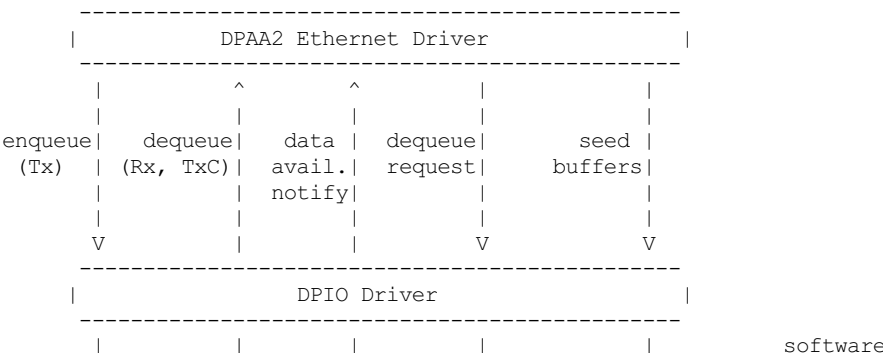 DPAA2 Ethernet Driver
enqueue| dequeue| data | dequeue| seed |
(Tx) | (Rx, TxC)| avail.| request| buffers|
notify|
DPIO Driver
software